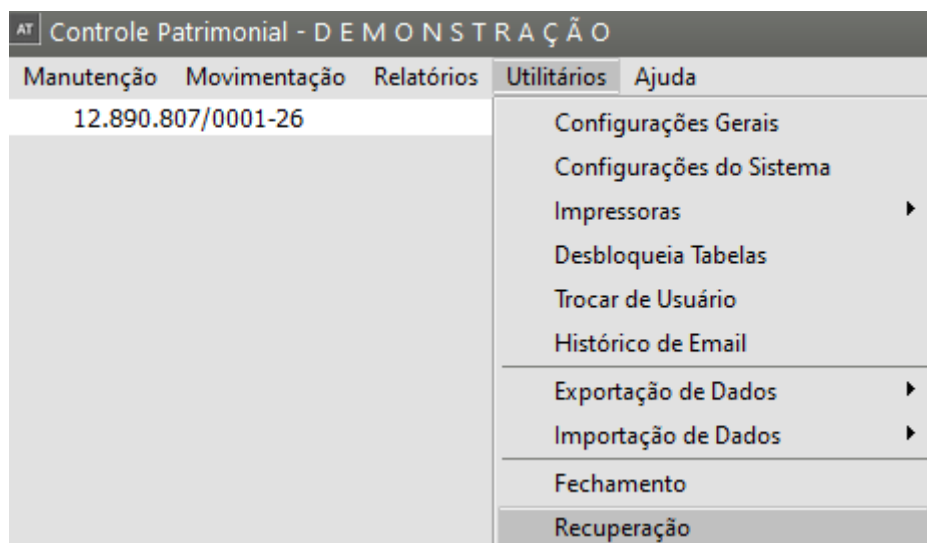 AT Controle Patrimonial - D E M O N S T R A Ç Ã O
Manutenção Movimentação Relatórios Utilitários Ajuda
12.890.807/0001-26
Configurações Gerais
Configurações do Sistema
Impressoras
Desbloqueia Tabelas
Trocar de Usuário
Histórico de Email
Exportação de Dados
Importação de Dados
Fechamento
Recuperação